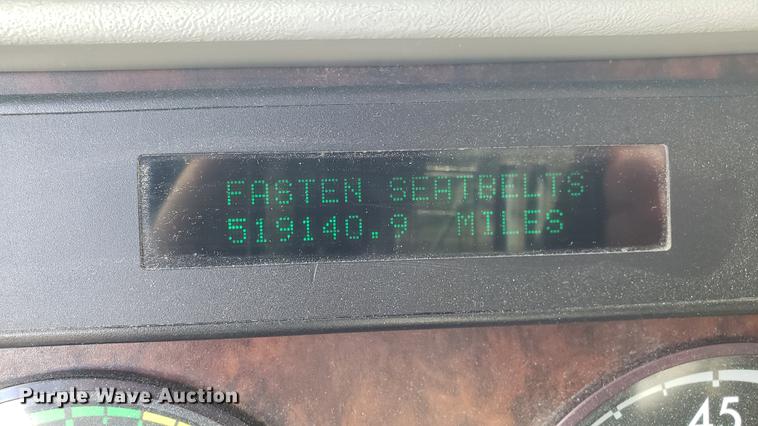 FASTEN SEATBELTS
519140.9 MILES
Purple Wave Auction
45